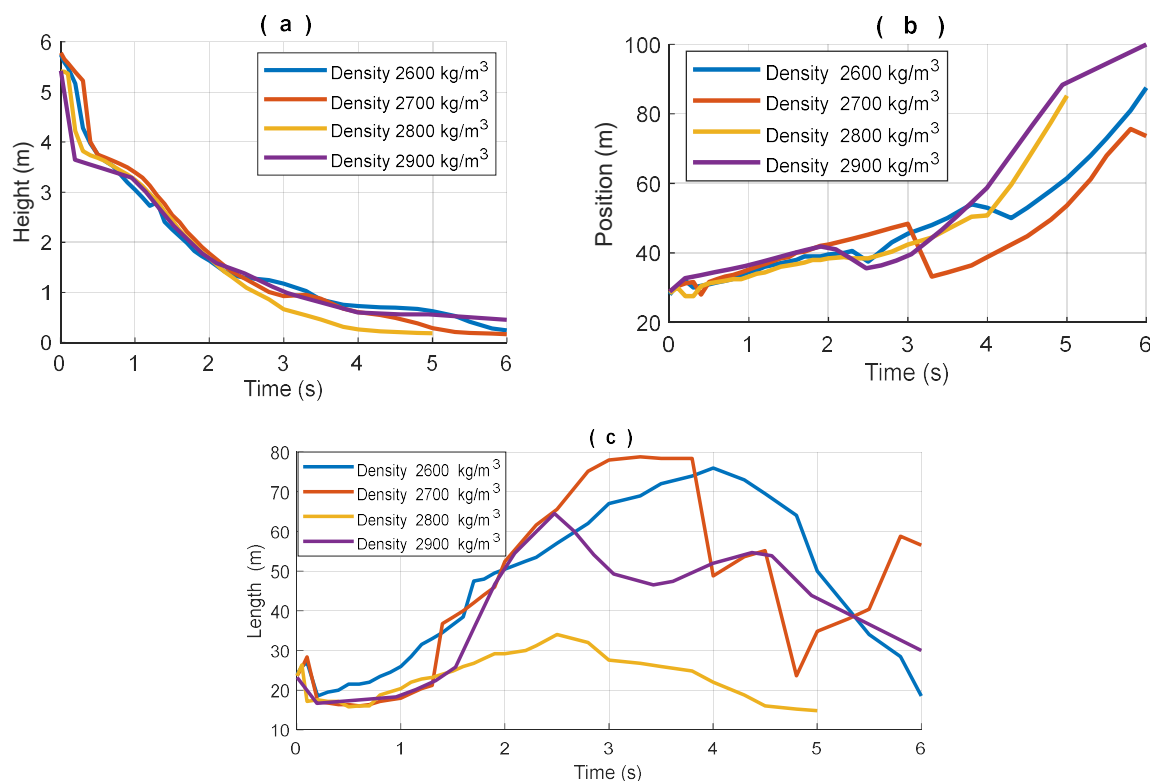 ( a )
Height (m)
6
5
4
3
2
1
0
Density 2600 kg/m³
Density 2700 kg/m³
Density 2800 kg/m³
Density 2900 kg/m³
0 1 2 3 4 5 6
Time (s)
( b )
Position (m)
100
80
60
40
20
Density 2600 kg/m³
Density 2700 kg/m³
Density 2800 kg/m³
Density 2900 kg/m³
0 1 2 3 4 5 6
Time (s)
( c )
Length (m)
80
70
60
50
40
30
20
10
Density 2600 kg/m³
Density 2700 kg/m³
Density 2800 kg/m³
Density 2900 kg/m³
0 1 2 3 4 5 6
Time (s)